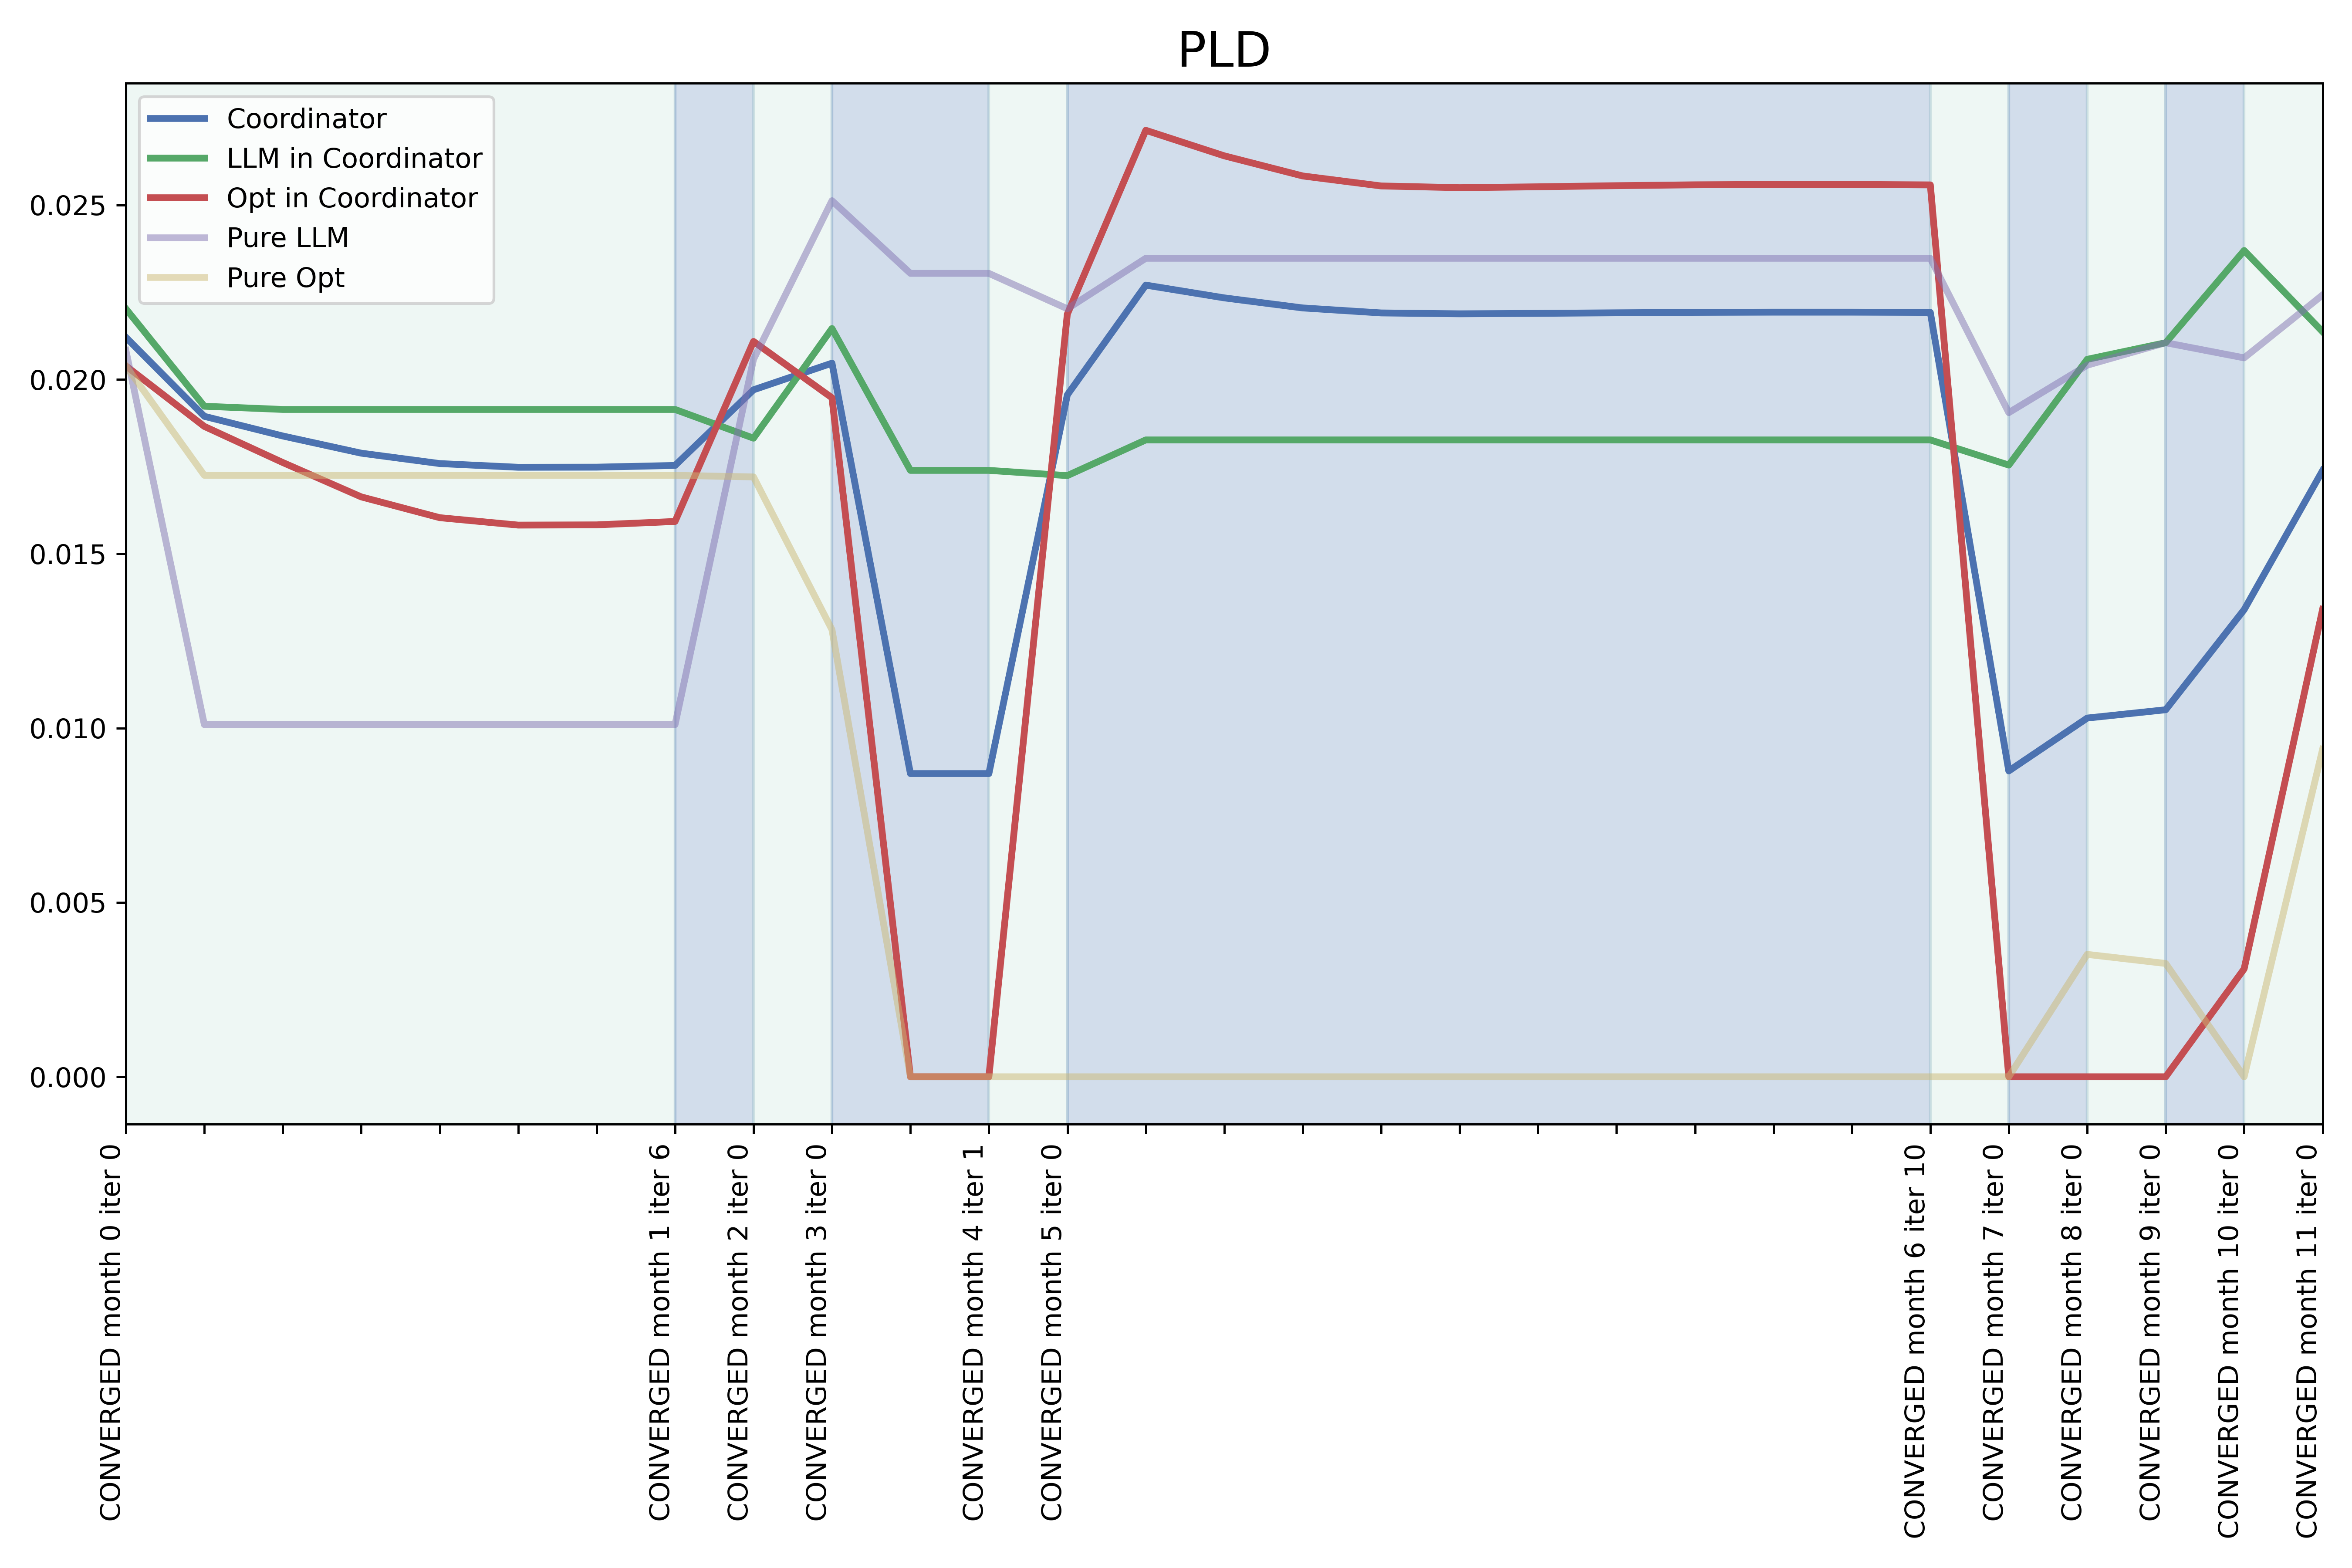 PLD
Coordinator
LLM in Coordinator
Opt in Coordinator
Pure LLM
Pure Opt
0.025
0.020
0.015
0.010
0.005
0.000
CONVERGED month 0 iter 0
CONVERGED month 1 iter 6
CONVERGED month 2 iter 0
CONVERGED month 3 iter 0
CONVERGED month 4 iter 1
CONVERGED month 5 iter 0
CONVERGED month 6 iter 10
CONVERGED month 7 iter 0
CONVERGED month 8 iter 0
CONVERGED month 9 iter 0
CONVERGED month 10 iter 0
CONVERGED month 11 iter 0